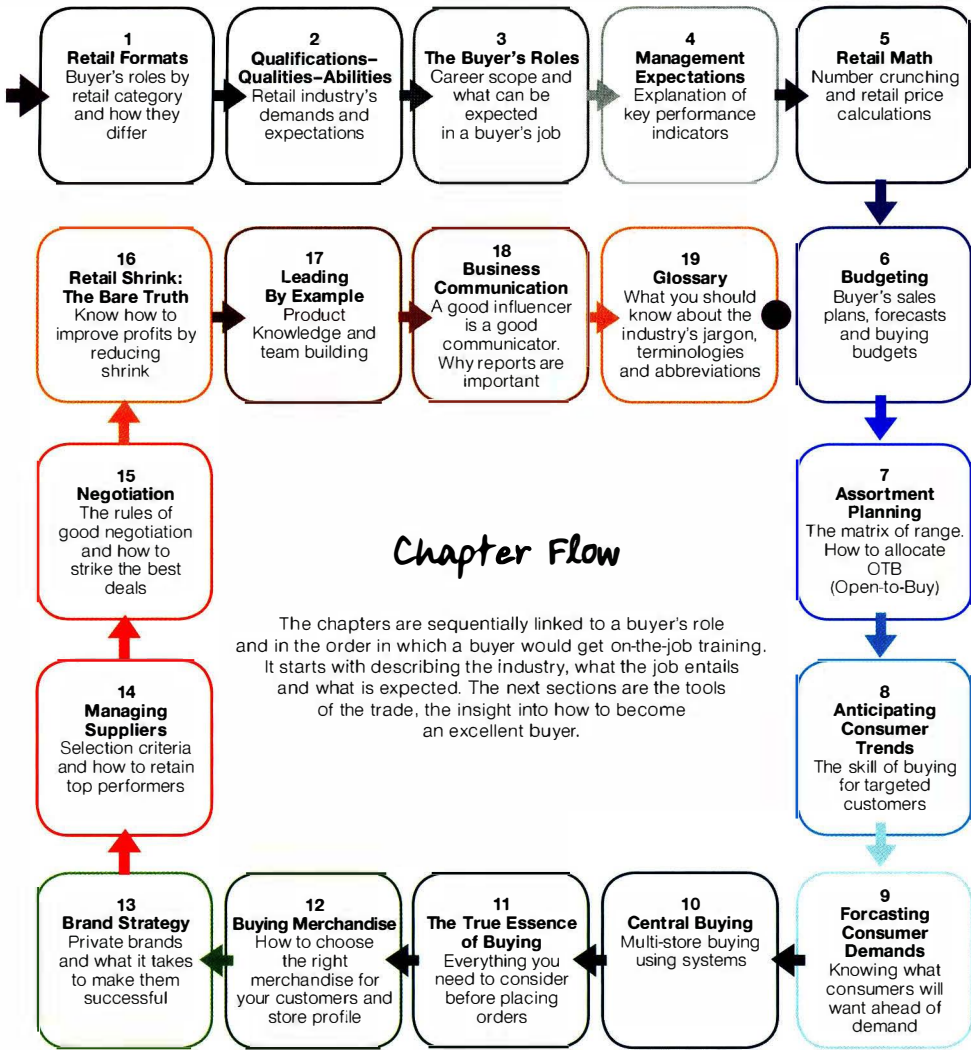 1
Retail Formats
Buyer's roles by
retail category
and how they
differ
2
Qualifications–
Qualities–Abilities
Retail industry's
demands and
expectations
3
The Buyer's Roles
Career scope and
what can be
expected
in a buyer's job
4
Management
Expectations
Explanation of
key performance
indicators
5
Retail Math
Number crunching
and retail price
calculations
6
Budgeting
Buyer's sales
plans, forecasts
and buying
budgets
7
Assortment
Planning
The matrix of range.
How to allocate
OTB
(Open-to-Buy)
8
Anticipating
Consumer
Trends
The skill of buying
for targeted
customers
9
Forcasting
Consumer
Demands
Knowing what
consumers will
want ahead of
demand
10
Central Buying
Multi-store buying
using systems
11
The True Essence
of Buying
Everything you
need to consider
before placing
orders
12
Buying Merchandise
How to choose
the right
merchandise for
your customers and
store profile
13
Brand Strategy
Private brands
and what it takes
to make them
successful
14
Managing
Suppliers
Selection criteria
and how to retain
top performers
15
Negotiation
The rules of
good negotiation
and how to
strike the best
deals
16
Retail Shrink:
The Bare Truth
Know how to
improve profits by
reducing
shrink
17
Leading
By Example
Product
Knowledge and
team building
18
Business
Communication
A good influencer
is a good
communicator.
Why reports are
important
19
Glossary
What you should
know about the
industry's jargon,
terminologies
and abbreviations
Chapter Flow
The chapters are sequentially linked to a buyer's role
and in the order in which a buyer would get on-the-job training.
It starts with describing the industry, what the job entails
and what is expected. The next sections are the tools
of the trade, the insight into how to become
an excellent buyer.